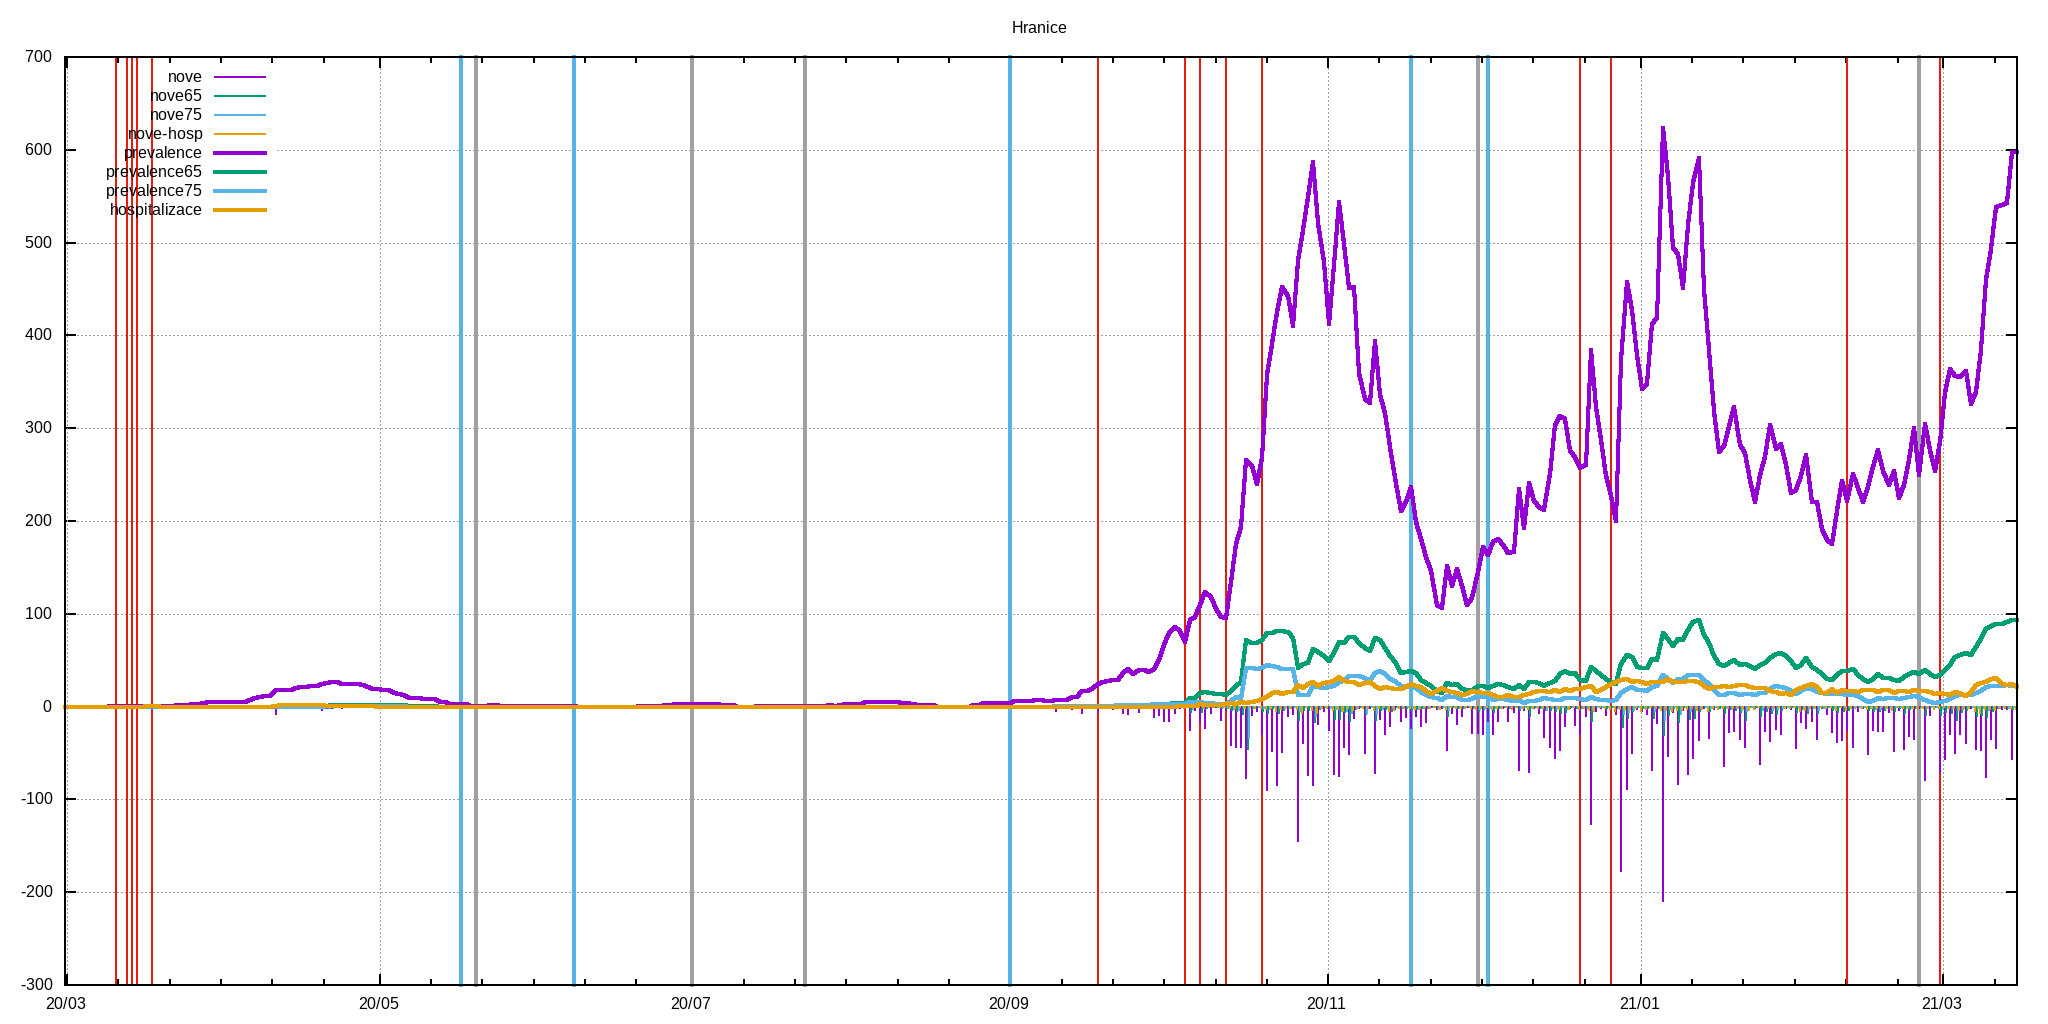 Hranice
700
600
500
400
300
200
100
0
-100
-200
-300
nove
nove65
nove75
nove-hosp
prevalence
prevalence65
prevalence75
hospitalizace
20/03 20/05 20/07 20/09 20/11 21/01 21/03